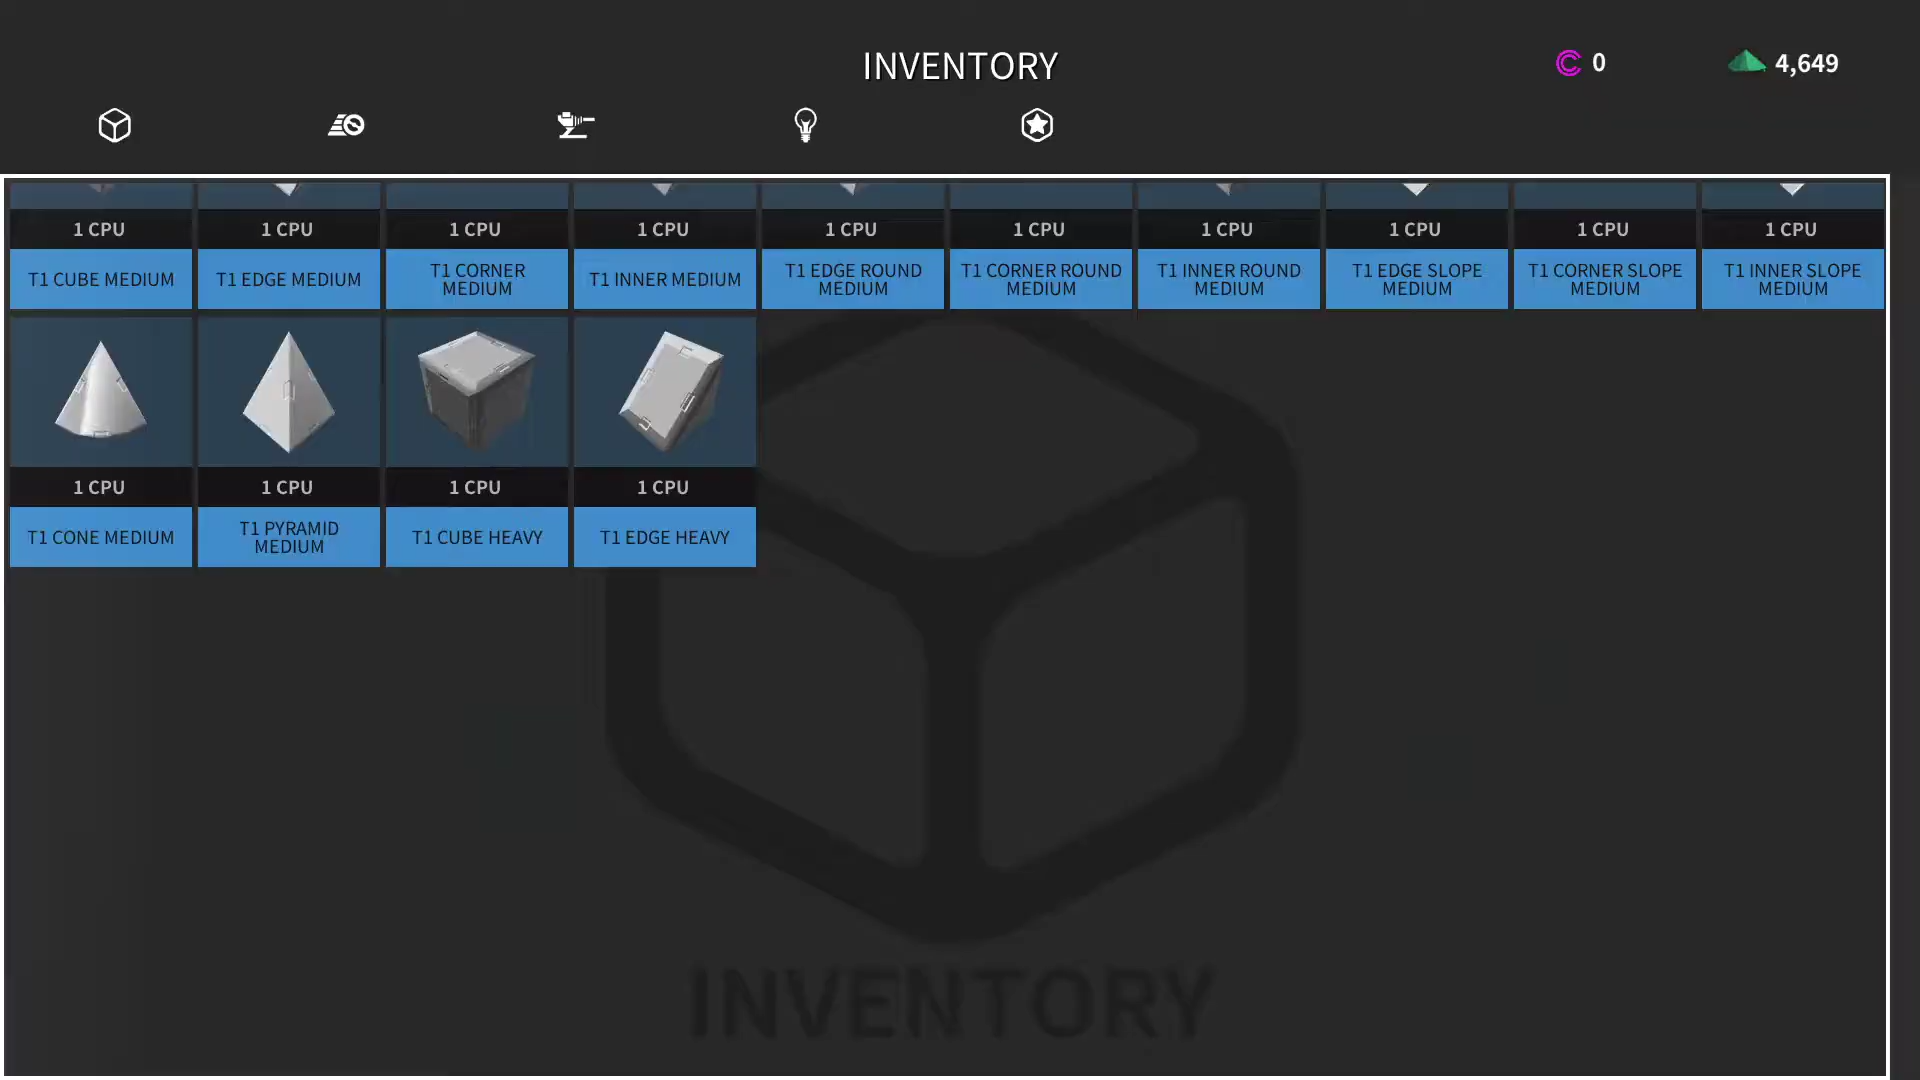 INVENTORY
0
4,649
1 CPU
1 CPU
1 CPU
1 CPU
1 CPU
1 CPU
1 CPU
1 CPU
1 CPU
1 CPU
T1 CUBE MEDIUM
T1 EDGE MEDIUM
T1 CORNER
MEDIUM
T1 INNER MEDIUM
T1 EDGE ROUND
MEDIUM
T1 CORNER ROUND
MEDIUM
T1 INNER ROUND
MEDIUM
T1 EDGE SLOPE
MEDIUM
T1 CORNER SLOPE
MEDIUM
T1 INNER SLOPE
MEDIUM
1 CPU
1 CPU
1 CPU
1 CPU
T1 CONE MEDIUM
T1 PYRAMID
MEDIUM
T1 CUBE HEAVY
T1 EDGE HEAVY
INVENTORY